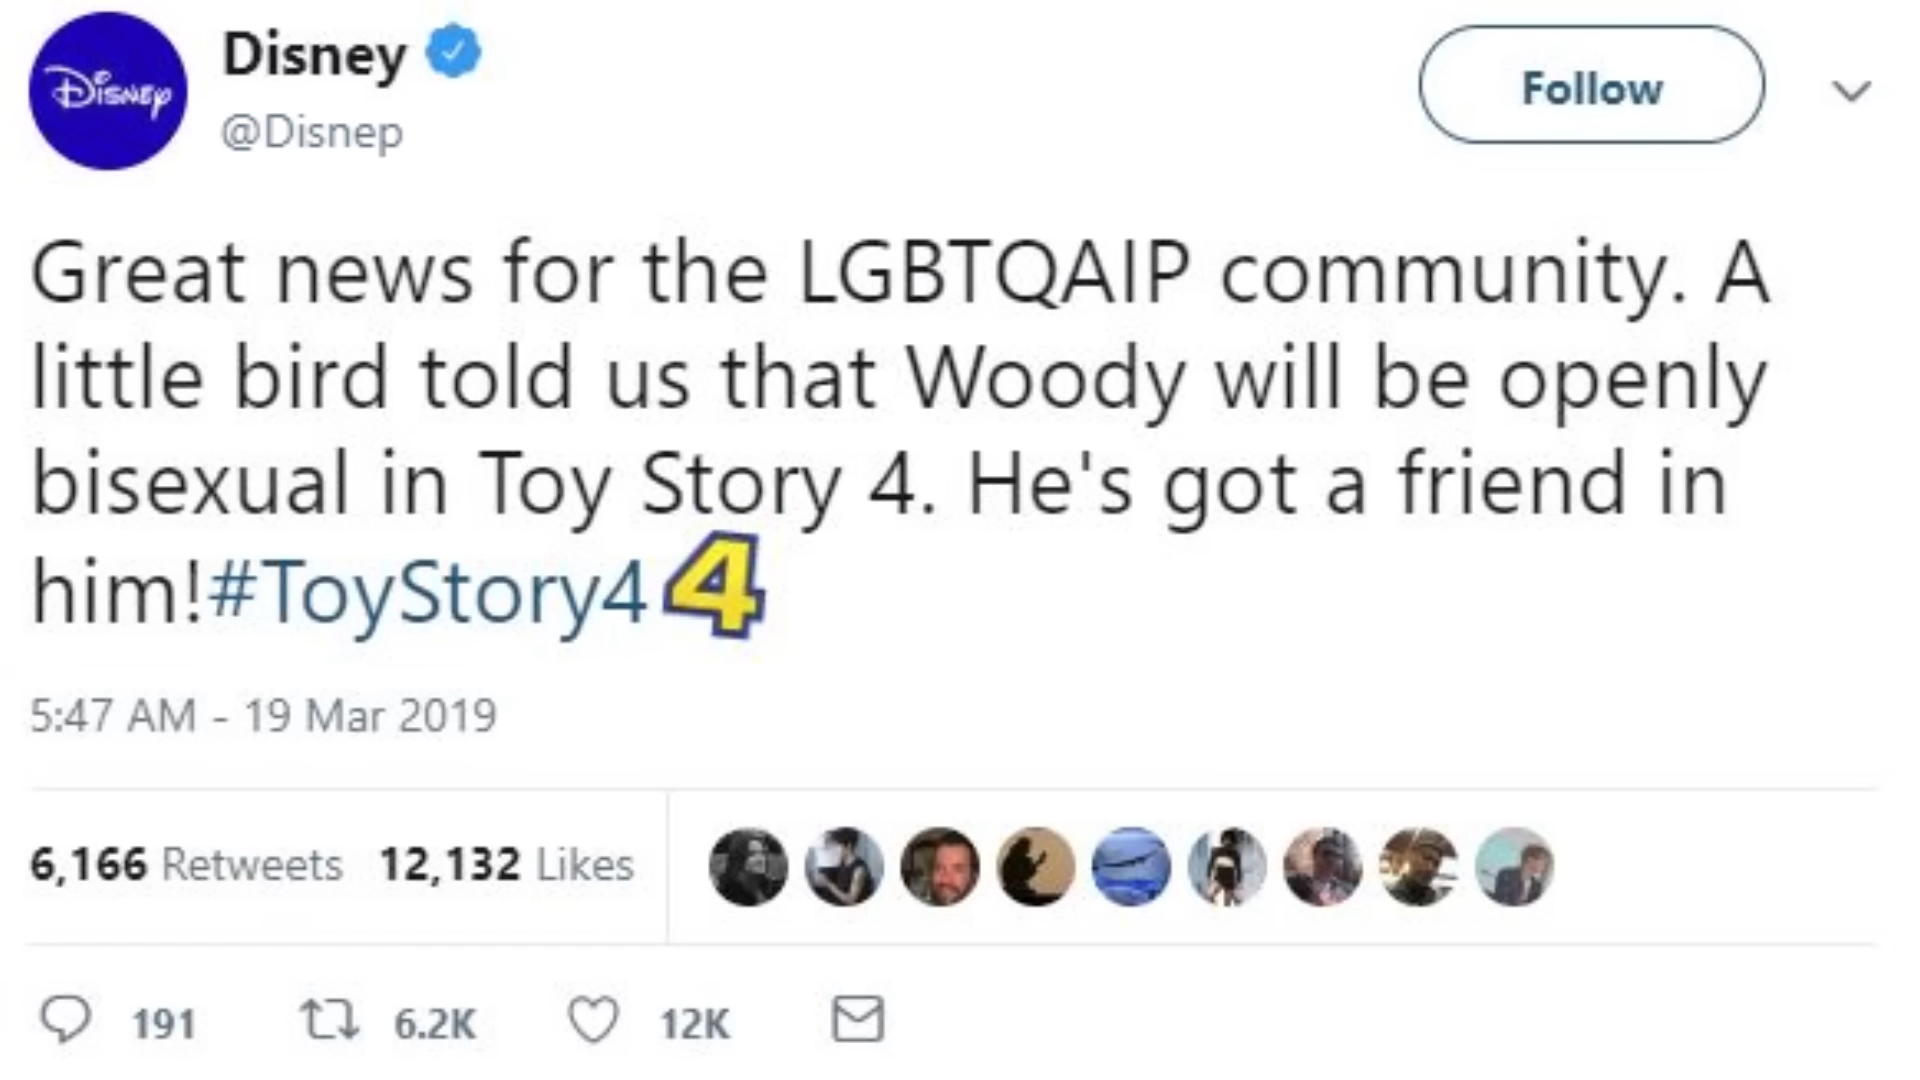 Disney
Disney
@Disnep
Follow
Great news for the LGBTQAIP community. A
little bird told us that Woody will be openly
bisexual in Toy Story 4. He's got a friend in
him!#ToyStory4 4
5:47 AM - 19 Mar 2019
6,166 Retweets 12,132 Likes
191 6.2K 12K